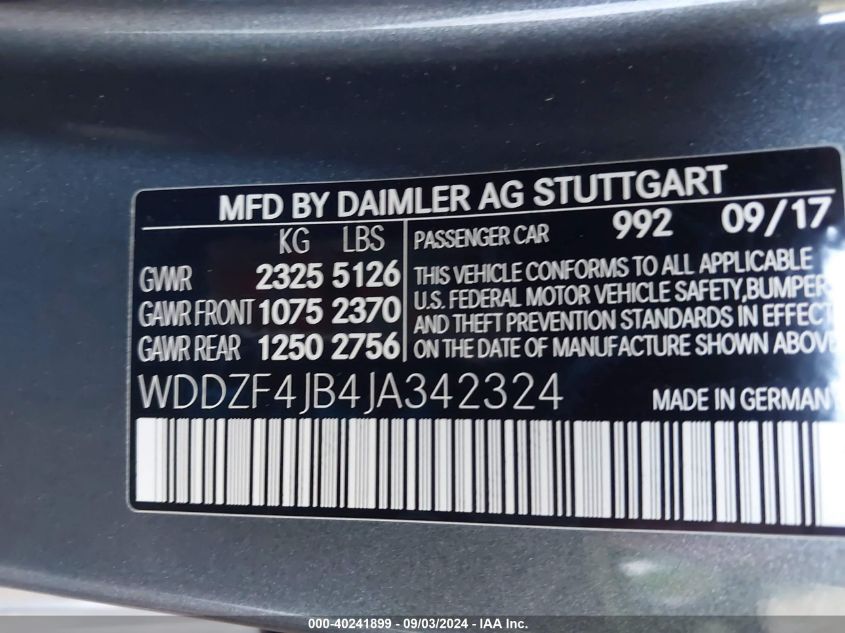 MFD BY DAIMLER AG STUTTGART
KG LBS
GVWR 2325 5126
GAWR FRONT 1075 2370
GAWR REAR 1250 2756
PASSENGER CAR 992 09/17
THIS VEHICLE CONFORMS TO ALL APPLICABLE
U.S. FEDERAL MOTOR VEHICLE SAFETY,BUMPER
AND THEFT PREVENTION STANDARDS IN EFFECT
ON THE DATE OF MANUFACTURE SHOWN ABOVE
WDDZF4JB4JA342324 MADE IN GERMANY
000-40241899 - 09/03/2024 - IAA Inc.